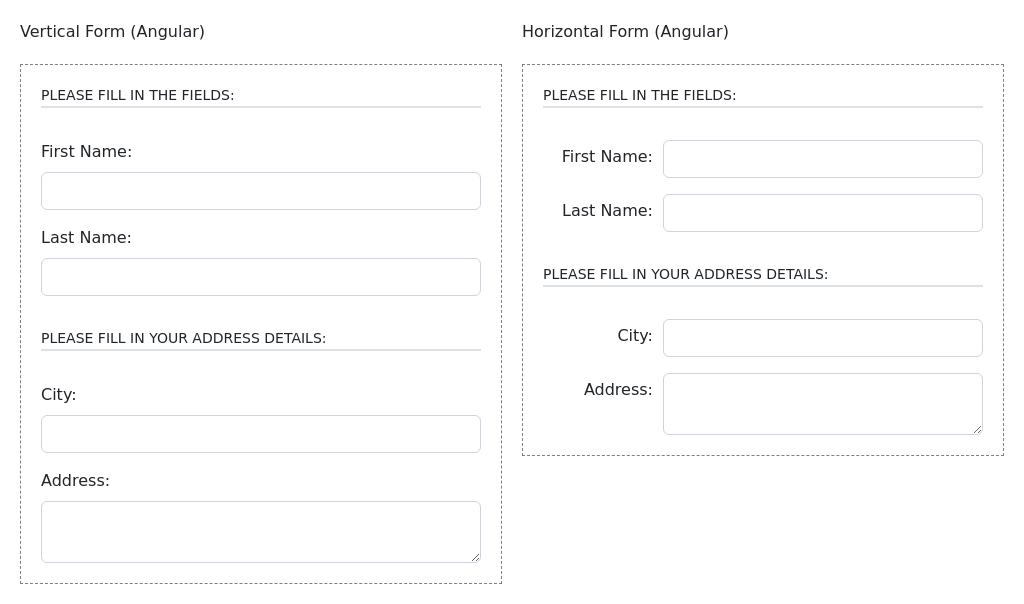 Vertical Form (Angular)
PLEASE FILL IN THE FIELDS:
First Name:
Last Name:
PLEASE FILL IN YOUR ADDRESS DETAILS:
City:
Address:
Horizontal Form (Angular)
PLEASE FILL IN THE FIELDS:
First Name:
Last Name:
PLEASE FILL IN YOUR ADDRESS DETAILS:
City:
Address: